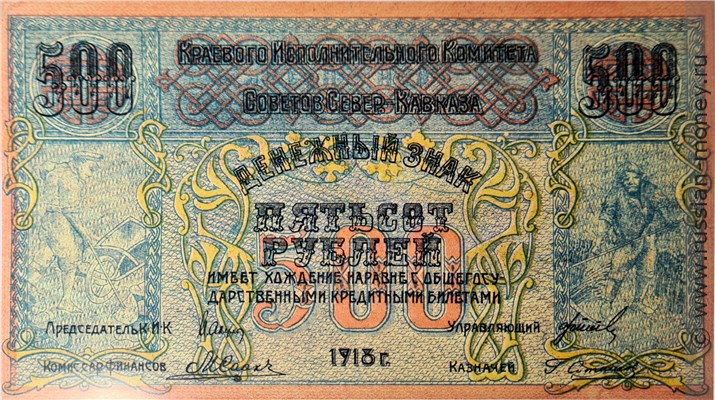 500 Краевого Исполнительного Комитета 500
Советов Север-Кавказа
ДЕНЕЖНЫЙ ЗНАК
ПЯТЬСОТ
РУБЛЕЙ
500
ИМѢЕТ ХОЖДЕНИЕ НАРАВНЕ С ОБЩЕГОСУ-
ДАРСТВЕННЫМИ КРЕДИТНЫМИ БИЛЕТАМИ
Председатель К-И-К
Управляющий
Комиссар Финансов
1918 г.
Казначей
© www.russian-money.ru